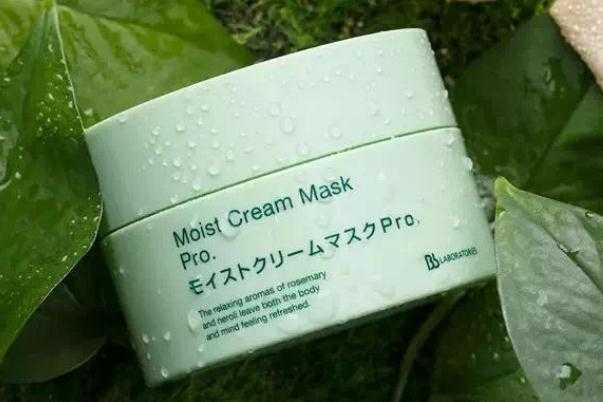 Moist Cream Mask
Pro.
モイストクリームマスクPro.
The relaxing aromas of rosemary
and neroli leave both the body
and mind feeling refreshed.
Bb LABORATORIES